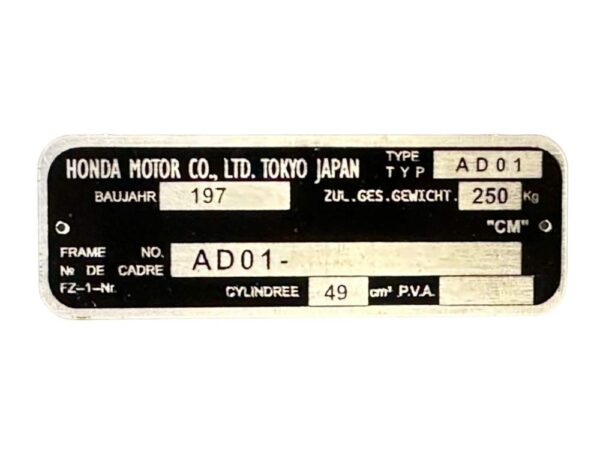 HONDA MOTOR CO., LTD. TOKYO JAPAN TYPE TYP AD01
BAUJAHR 197 ZUL.GES.GEWICHT. 250 Kg
"CM"
FRAME NO. AD01-
№ DE CADRE
FZ-1-Nr. CYLINDREE 49 cm³ P.V.A.